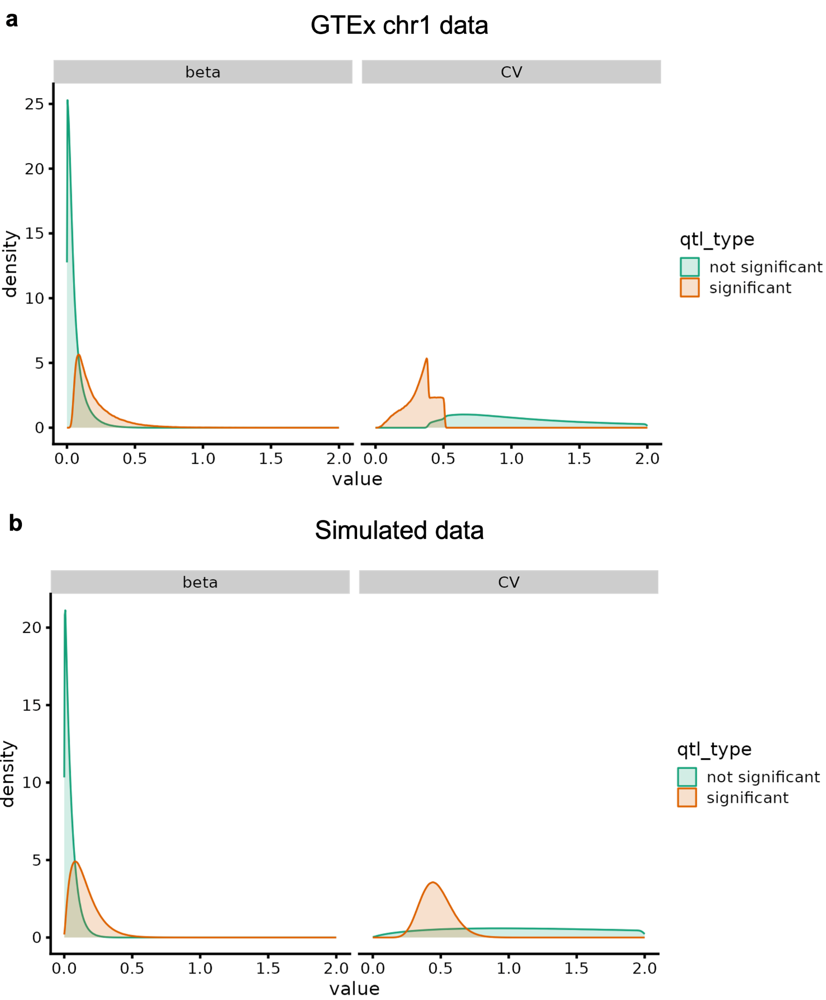 a
GTEx chr1 data
beta CV
25
20
15
10
5
0
density
0.0 0.5 1.0 1.5 2.0 0.0 0.5 1.0 1.5 2.0
value
qtl_type
not significant
significant
b
Simulated data
beta CV
20
15
10
5
0
density
0.0 0.5 1.0 1.5 2.0 0.0 0.5 1.0 1.5 2.0
value
qtl_type
not significant
significant